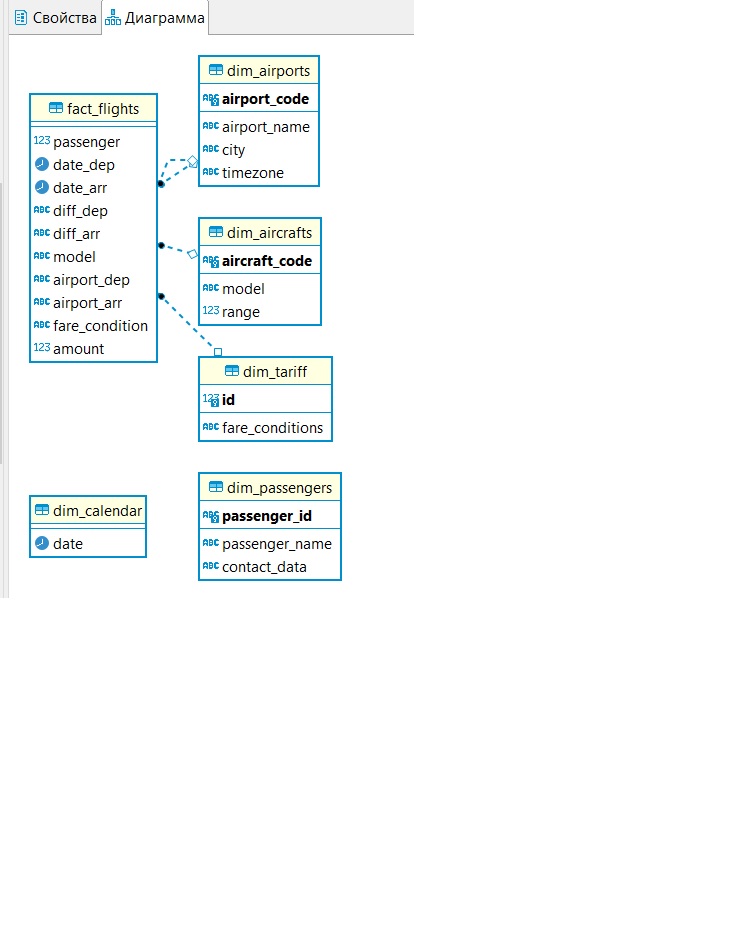 Свойства
Диаграмма
fact_flights
123 passenger
date_dep
date_arr
ABC diff_dep
ABC diff_arr
ABC model
ABC airport_dep
ABC airport_arr
ABC fare_condition
123 amount
dim_airports
ABC airport_code
ABC airport_name
ABC city
ABC timezone
dim_aircrafts
ABC aircraft_code
ABC model
123 range
dim_tariff
123 id
ABC fare_conditions
dim_calendar
date
dim_passengers
ABC passenger_id
ABC passenger_name
ABC contact_data